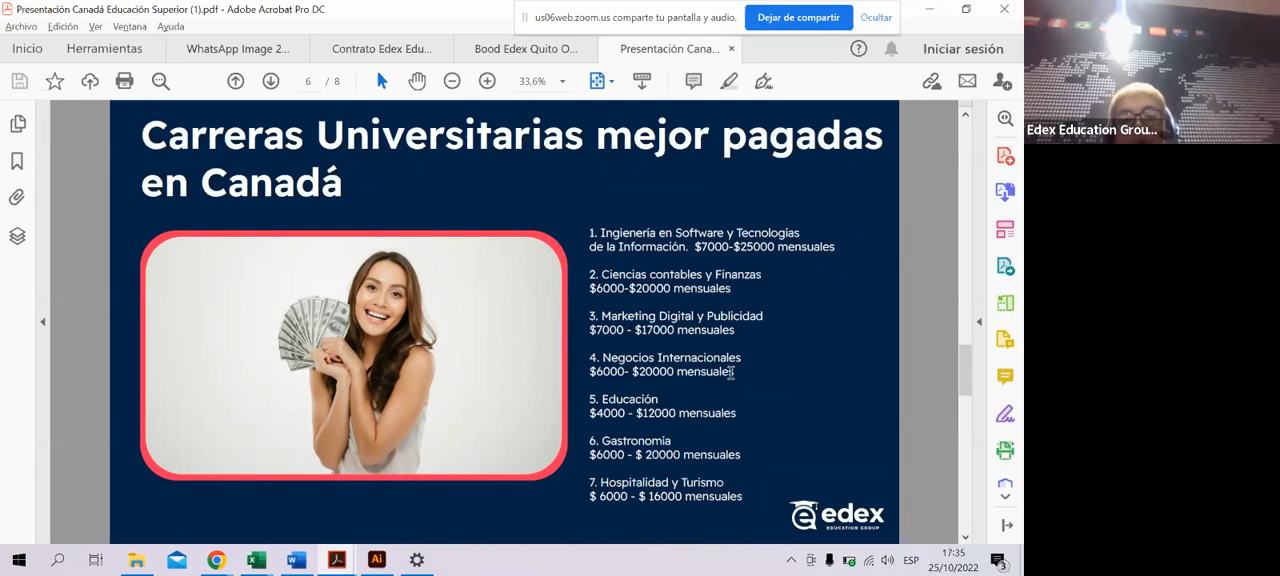 Presentación Canadá Educación Superior (1).pdf - Adobe Acrobat Pro DC
us06web.zoom.us comparte tu pantalla y audio. Dejar de compartir Ocultar
Archivo Edición Ver Ventana Ayuda
Inicio Herramientas WhatsApp Image 2... Contrato Edex Edu... Bood Edex Quito O... Presentación Cana... Iniciar sesión
6 / 8 33,6%
Carreras Universitarias mejor pagadas
en Canadá
1. Ingienería en Software y Tecnologías
de la Información. $7000-$25000 mensuales
2. Ciencias contables y Finanzas
$6000-$20000 mensuales
3. Marketing Digital y Publicidad
$7000 - $17000 mensuales
4. Negocios Internacionales
$6000- $20000 mensuales
5. Educación
$4000 - $12000 mensuales
6. Gastronomía
$6000 - $ 20000 mensuales
7. Hospitalidad y Turismo
$ 6000 - $ 16000 mensuales
edex
EDUCATION GROUP
Edex Education Grou...
ESP
17:35
25/10/2022
3